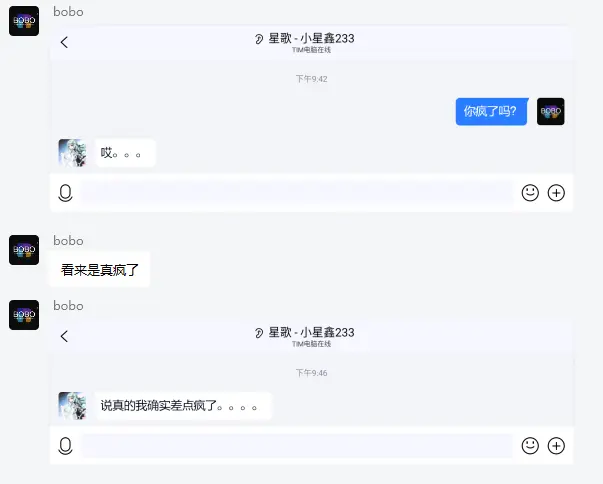 bobo
星歌 - 小星鑫233
TIM电脑在线
下午9:42
你疯了吗?
BOBO
哎。。。
bobo
看来是真疯了
bobo
星歌 - 小星鑫233
TIM电脑在线
下午9:46
说真的我确实差点疯了。。。。